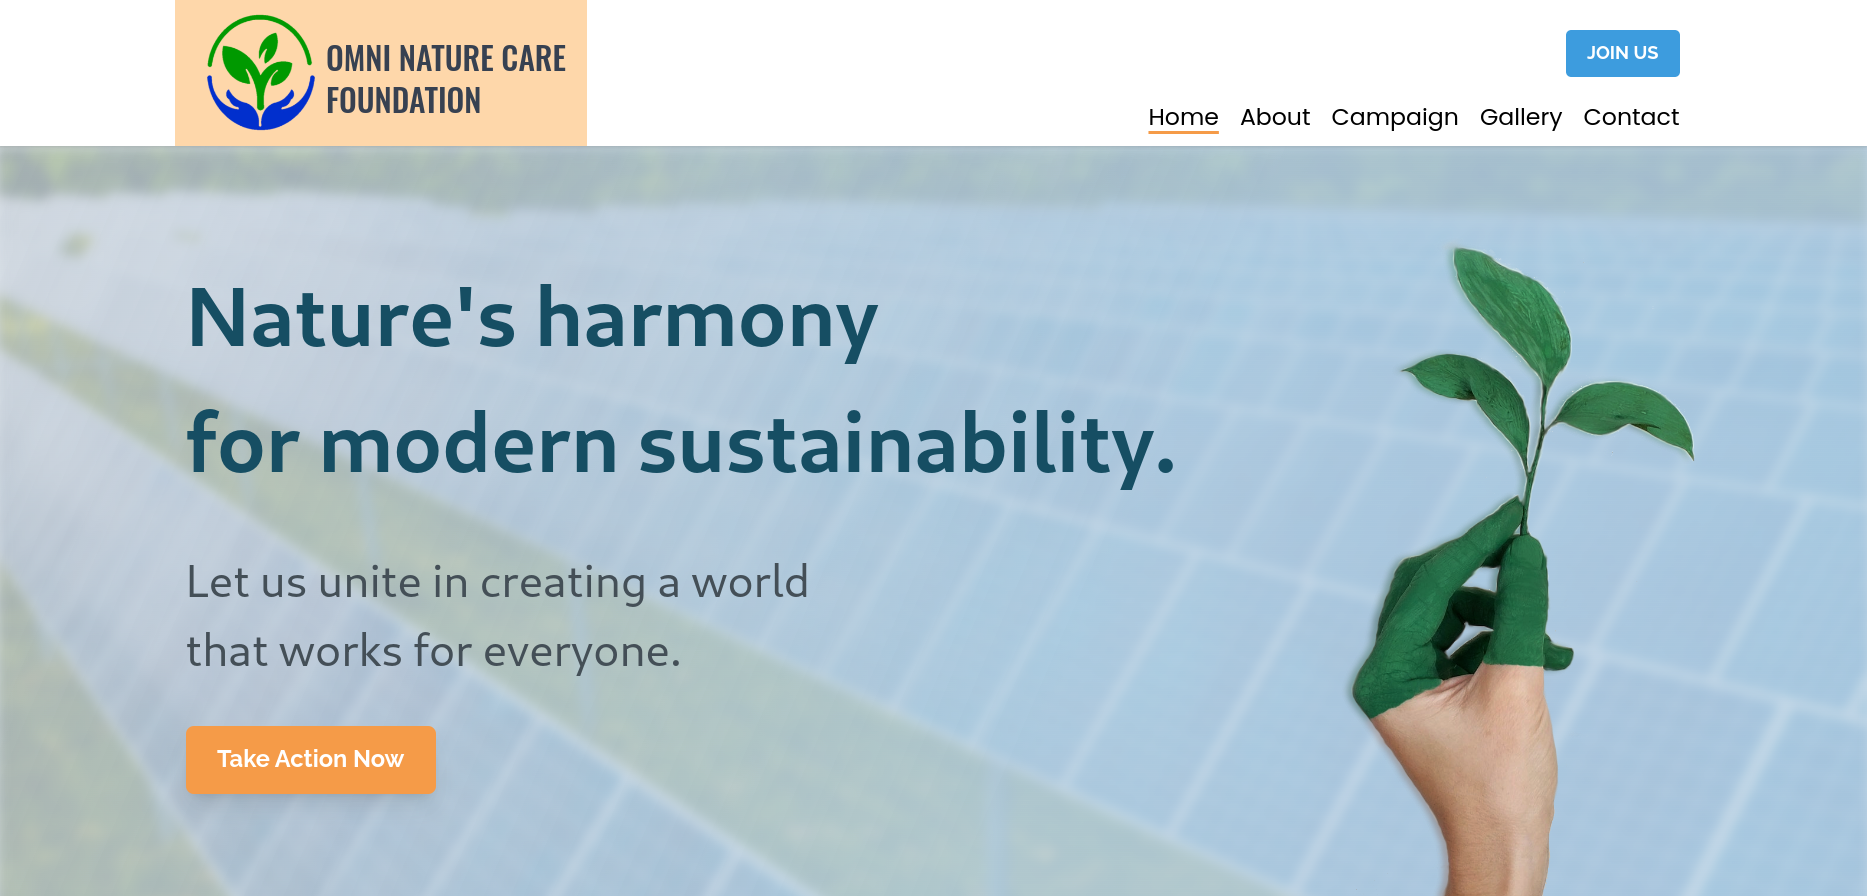 OMNI NATURE CARE
FOUNDATION
JOIN US
Home About Campaign Gallery Contact
Nature's harmony
for modern sustainability.
Let us unite in creating a world
that works for everyone.
Take Action Now